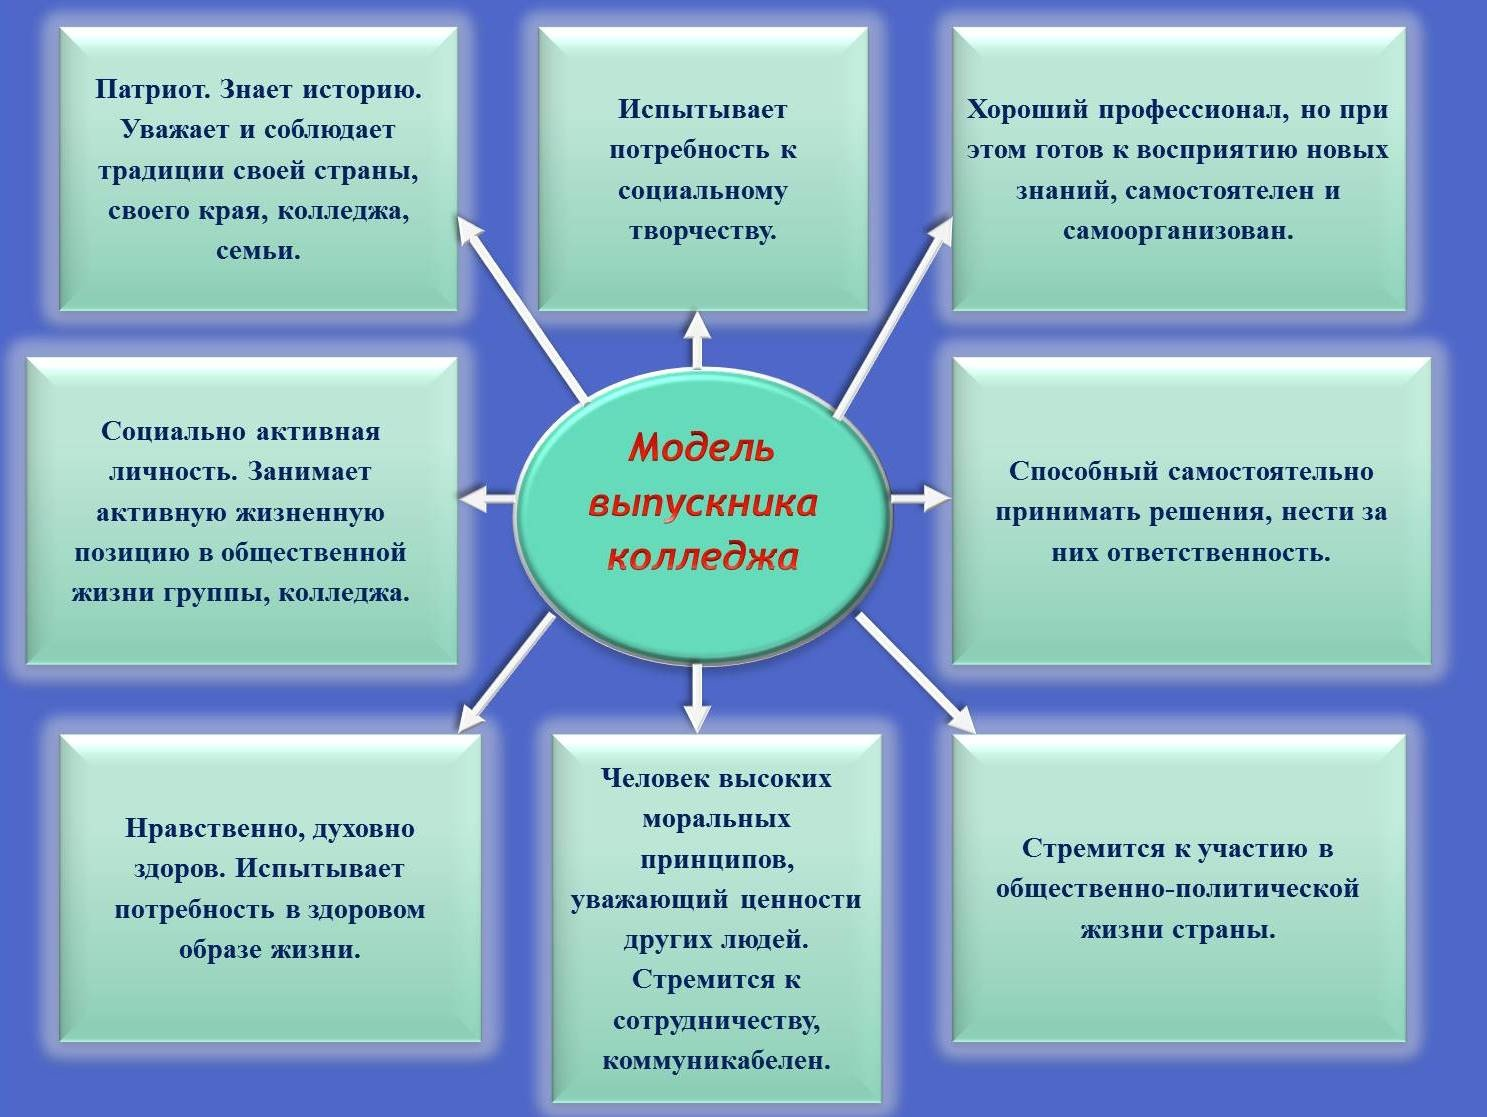 Патриот. Знает историю.
Уважает и соблюдает
традиции своей страны,
своего края, колледжа,
семьи.
Испытывает
потребность к
социальному
творчеству.
Хороший профессионал, но при
этом готов к восприятию новых
знаний, самостоятелен и
самоорганизован.
Социально активная
личность. Занимает
активную жизненную
позицию в общественной
жизни группы, колледжа.
Модель
выпускника
колледжа
Способный самостоятельно
принимать решения, нести за
них ответственность.
Нравственно, духовно
здоров. Испытывает
потребность в здоровом
образе жизни.
Человек высоких
моральных
принципов,
уважающий ценности
других людей.
Стремится к
сотрудничеству,
коммуникабелен.
Стремится к участию в
общественно-политической
жизни страны.